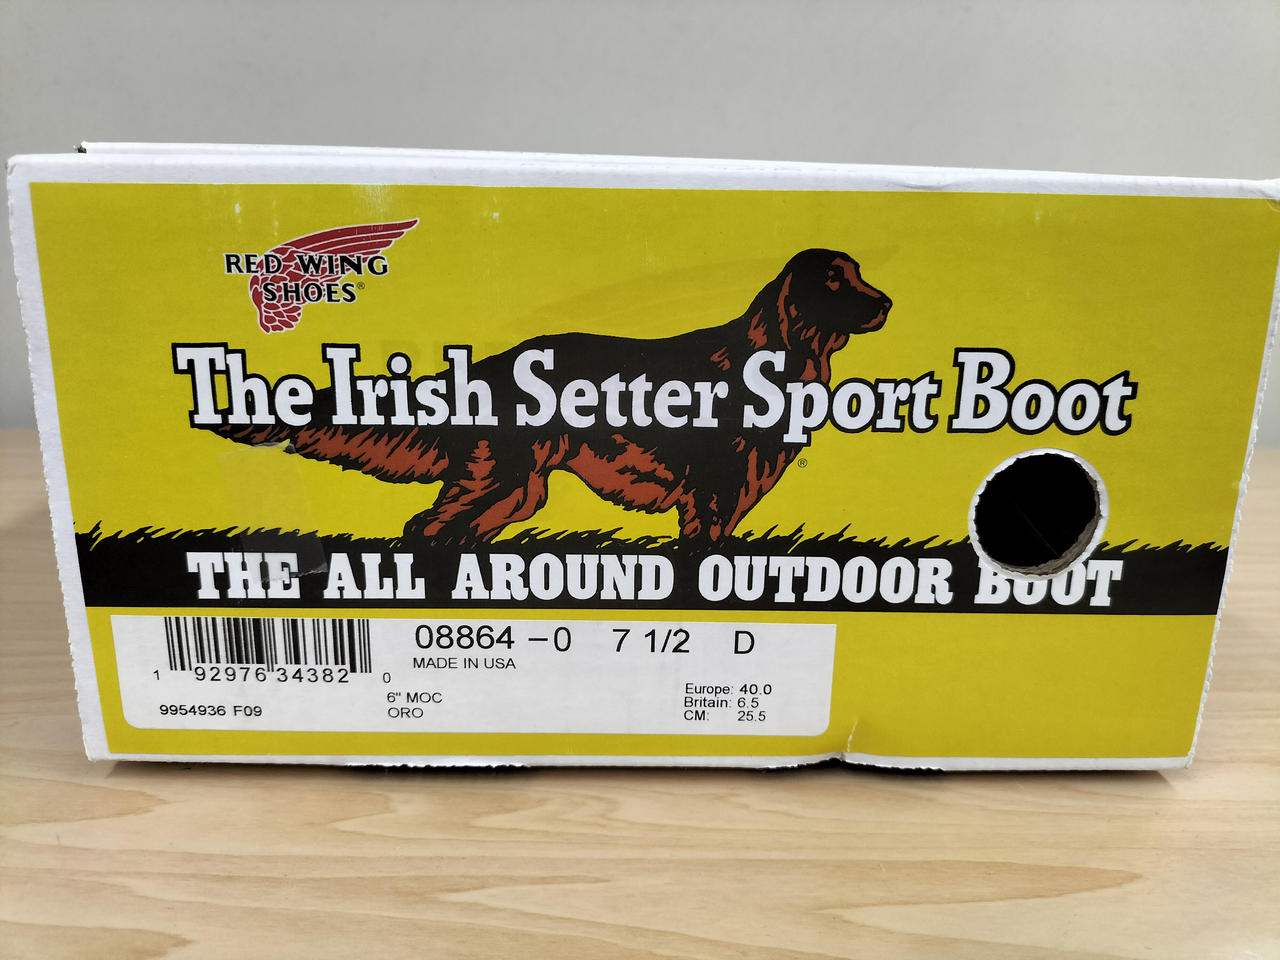 RED WING
SHOES®
The Irish Setter Sport Boot
®
THE ALL AROUND OUTDOOR BOOT
08864 -0 7 1/2 D
MADE IN USA
1 92976 34382 0
6" MOC
ORO
9954936 F09
Europe: 40.0
Britain: 6.5
CM: 25.5